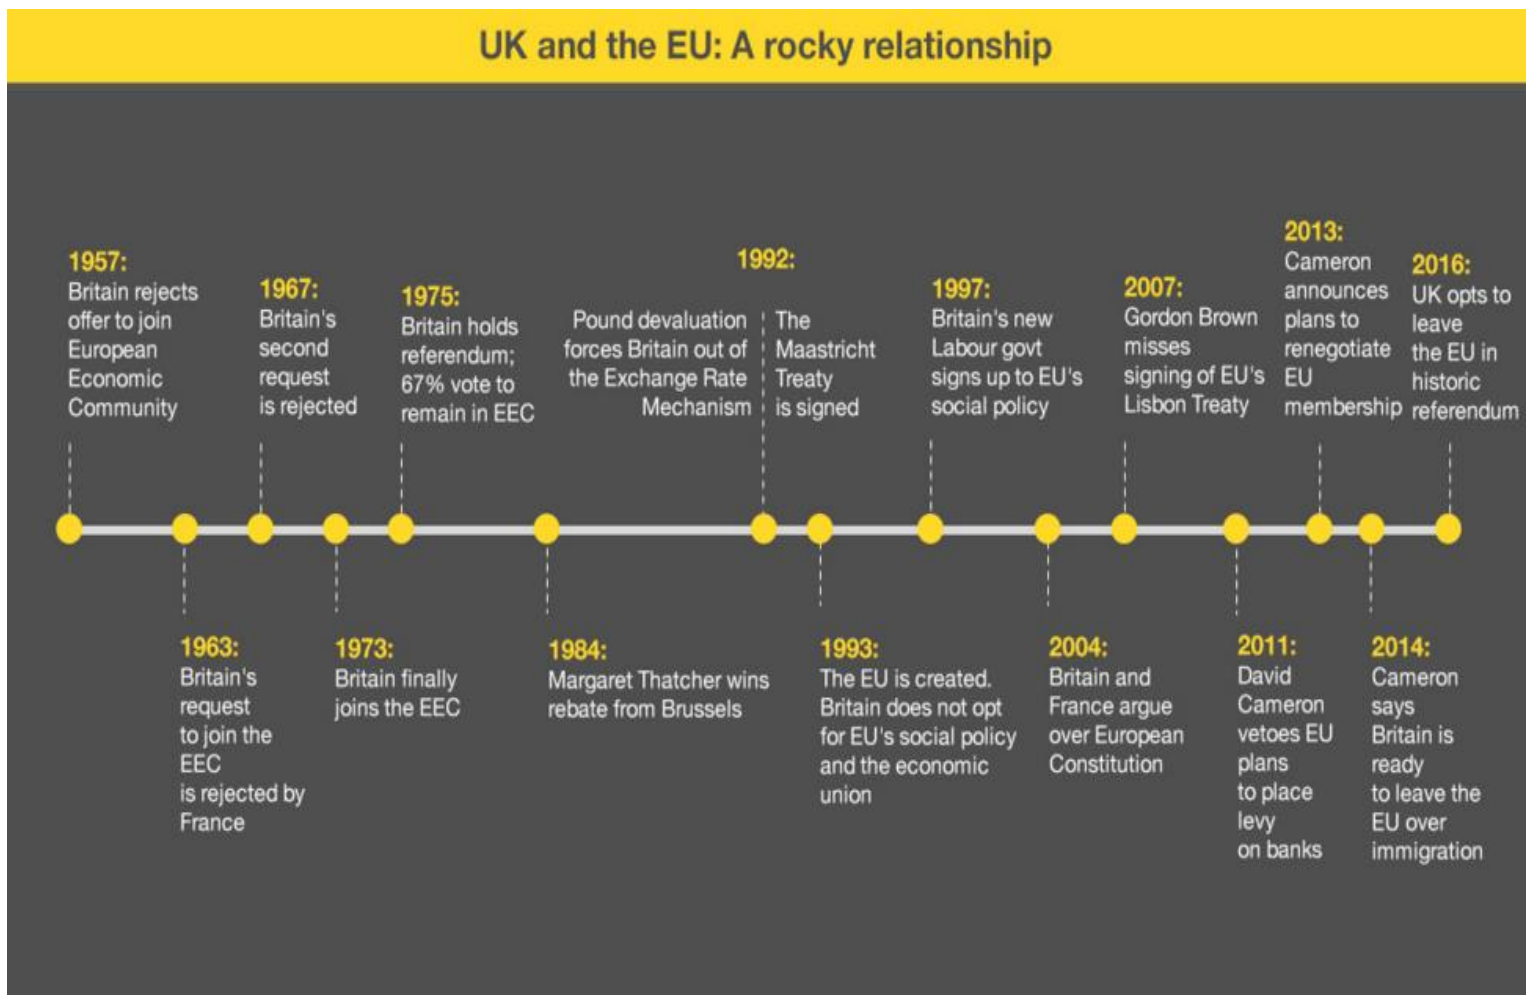 UK and the EU: A rocky relationship
1957:
Britain rejects
offer to join
European
Economic
Community
1963:
Britain's
request
to join the
EEC
is rejected by
France
1967:
Britain's
second
request
is rejected
1973:
Britain finally
joins the EEC
1975:
Britain holds
referendum;
67% vote to
remain in EEC
1984:
Margaret Thatcher wins
rebate from Brussels
1992:
Pound devaluation
forces Britain out of
the Exchange Rate
Mechanism
The
Maastricht
Treaty
is signed
1993:
The EU is created.
Britain does not opt
for EU's social policy
and the economic
union
1997:
Britain's new
Labour govt
signs up to EU's
social policy
2004:
Britain and
France argue
over European
Constitution
2007:
Gordon Brown
misses
signing of EU's
Lisbon Treaty
2011:
David
Cameron
vetoes EU
plans
to place
levy
on banks
2013:
Cameron
announces
plans to
renegotiate
EU
membership
2014:
Cameron
says
Britain is
ready
to leave the
EU over
immigration
2016:
UK opts to
leave
the EU in
historic
referendum